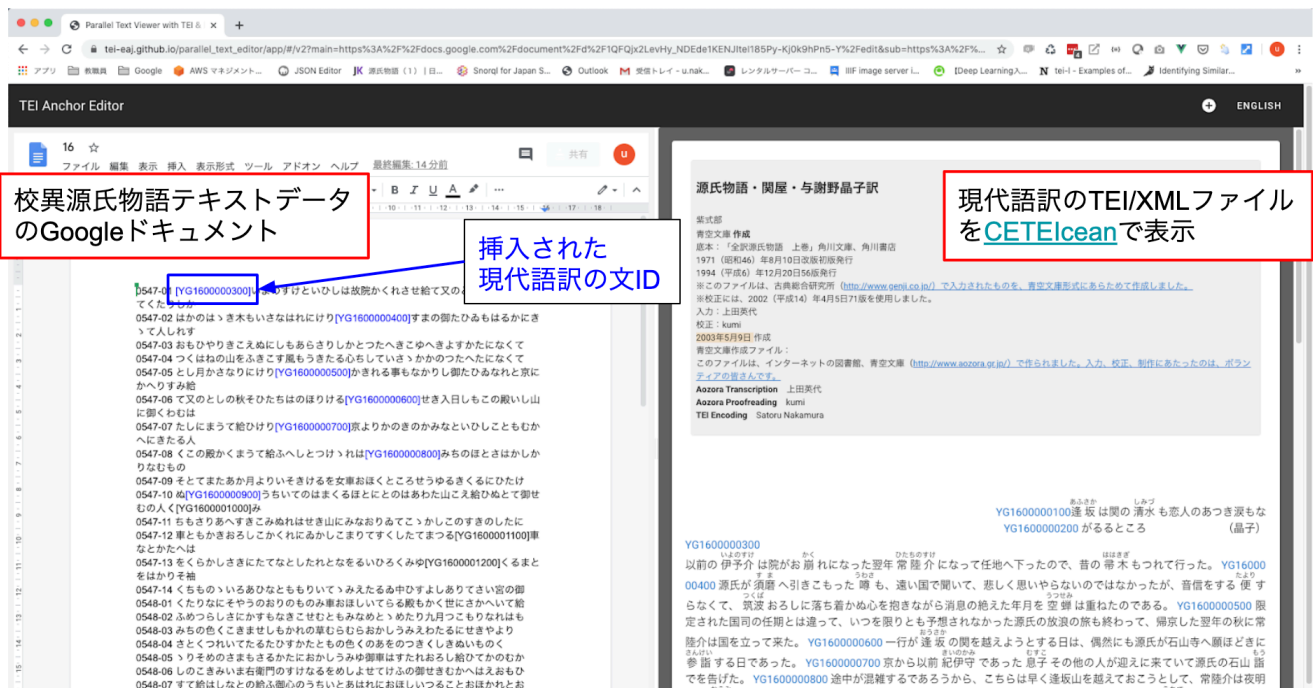 Parallel Text Viewer with TEI &
tei-eaj.github.io/parallel_text_editor/app/#/v2?main=https%3A%2F%2Fdocs.google.com%2Fdocument%2Fd%2F1QFQjx2LevHy_NDEde1KENJItei185Py-Kj0k9hPn5-Y%2Fedit&sub=https%3A%2F%...
アプリ 教職員 Google AWS マネジメント... JSON Editor 源氏物語（1）| 日... Snorql for Japan S... Outlook 受信トレイ - u.nak... レンタルサーバー コ... IIIF image server i... [Deep Learning入... tei-l - Examples of... Identifying Similar...
TEI Anchor Editor
ENGLISH
16
ファイル 編集 表示 挿入 表示形式 ツール アドオン ヘルプ 最終編集: 14 分前
共有
U
B I U A
校異源氏物語テキストデータ
のGoogleドキュメント
挿入された
現代語訳の文ID
0547-01 [YG1600000300]いよのすけといひしは故院かくれさせ給て又の
0547-02 はかのはゝき木もいさなはれにけり[YG1600000400]すまの御たひゐもはるかにき
ゝて人しれす
0547-03 おもひやりきこえぬにしもあらさりしかとつたへきこゆへきよすかたになくて
0547-04 つくはねの山をふきこす風もうきたる心ちしていさゝかかのつたへたになくて
0547-05 とし月かさなりにけり[YG1600000500]かきれる事もなかりし御たひゐなれと京に
かへりすみ給
0547-06 て又のとしの秋そひたちはのほりける[YG1600000600]せき入日しもこの殿いし山
に御くわむは
0547-07 たしにまうて給ひけり[YG1600000700]京よりかのきのかみなといひしこともむか
へにきたる人
0547-08 くこの殿かくまうて給ふへしとつけゝれは[YG1600000800]みちのほとさはかしか
りなむもの
0547-09 そとてまたあか月よりいそきけるを女車おほくところせうゆるきくるにひたけ
0547-10 ぬ[YG1600000900]うちいてのはまくるほとにとのはあわた山こえ給ひぬとて御せ
むの人く[YG1600001000]み
0547-11 ちもさりあへすきこみぬれはせき山にみなおりゐてこゝかしこのすきのしたに
0547-12 車ともかきおろしこかくれにゐかしこまりてすくしたてまつる[YG1600001100]車
なとかたへは
0547-13 をくらかしさきにたてなとしたれとなをるいひろくみゆ[YG1600001200]くるまと
をはかりそ袖
0547-14 くちものゝいろあひなとももりいてゝみえたるゐ中ひすよしありてさい宮の御
0548-01 くたりなにそやうのおりのものみ車おほしいてらる殿もかく世にさかへいて給
0548-02 ふめつらしさにかすもなきこせむともみなめとゝめたり九月つこもりなれはも
0548-03 みちの色くこきませしもかれの草むらむらおかしうみえわたるにせきやより
0548-04 さとくつれいてたるたひすかたともの色くのあをのつきくしきぬいものく
0548-05 ゝりそめのさまもさるかたにおかしうみゆ御車はすたれおろし給ひてかのむか
0548-06 しのこきみいま右衛門のすけなるをめしよせてけふの御せきむかへはえおもひ
0548-07 すて給はしなとの給ふ御心のうちいとあはれにおほしいつることおほかれとお
現代語訳のTEI/XMLファイル
をCETEIceanで表示
源氏物語・関屋・与謝野晶子訳
紫式部
青空文庫 作成
底本：「全訳源氏物語　上巻」角川文庫、角川書店
1971（昭和46）年8月10日改版初版発行
1994（平成6）年12月20日56版発行
※このファイルは、古典総合研究所（http://www.genji.co.jp/）で入力されたものを、青空文庫形式にあらためて作成しました。
※校正には、2002（平成14）年4月5日71版を使用しました。
入力：上田英代
校正：kumi
2003年5月9日 作成
青空文庫作成ファイル：
このファイルは、インターネットの図書館、青空文庫（http://www.aozora.gr.jp/）で作られました。入力、校正、制作にあたったのは、ボラン
ティアの皆さんです。
Aozora Transcription 上田英代
Aozora Proofreading kumi
TEI Encoding Satoru Nakamura
YG1600000100逢坂は関の清水も恋人のあつき涙もな
YG1600000200 がるるところ （晶子）
YG1600000300
以前の伊予介は院がお崩れになった翌年常陸介になって任地へ下ったので、昔の帚木もつれて行った。 YG16000
00400 源氏が須磨へ引きこもった噂も、遠い国で聞いて、悲しく思いやらないのではなかったが、音信をする便す
らなくて、筑波おろしに落ち着かぬ心を抱きながら消息の絶えた年月を空蝉は重ねたのである。 YG1600000500 限
定された国司の任期とは違って、いつを限りとも予想されなかった源氏の放浪の旅も終わって、帰京した翌年の秋に常
陸介は国を立って来た。 YG1600000600 一行が逢坂の関を越えようとする日は、偶然にも源氏が石山寺へ願ほどきに
参詣する日であった。 YG1600000700 京から以前紀伊守であった息子その他の人が迎えに来ていて源氏の石山詣
でを告げた。 YG1600000800 途中が混雑するであろうから、こちらは早く逢坂山を越えておこうとして、常陸介は夜明